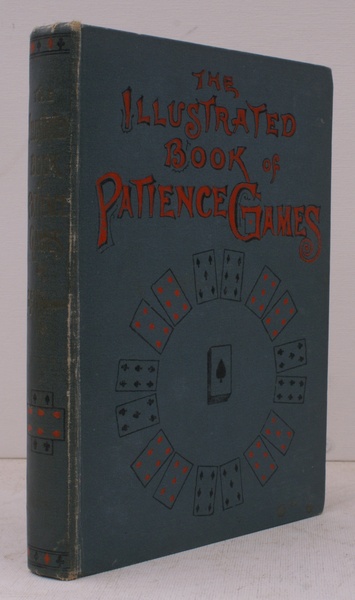 THE
ILLUSTRATED
BOOK OF
PATIENCE GAMES